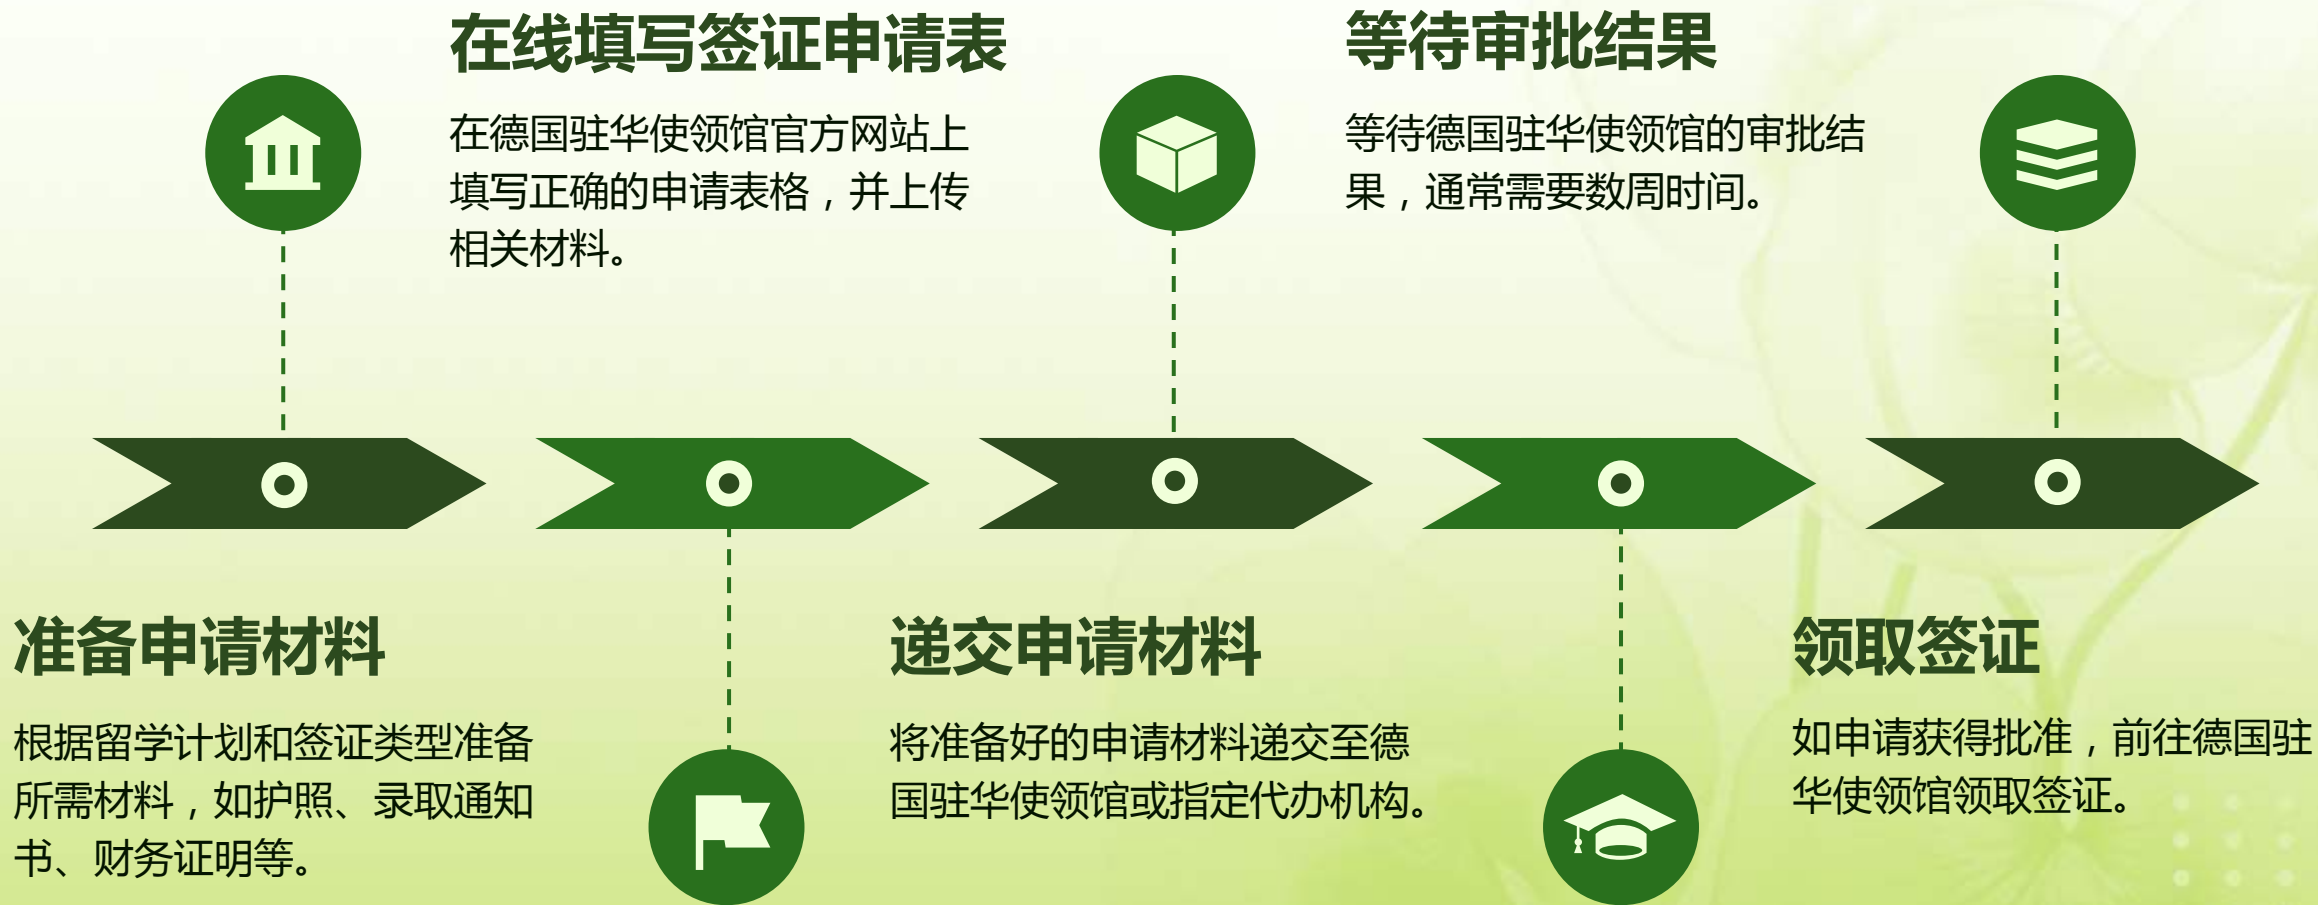 准备申请材料
根据留学计划和签证类型准备
所需材料，如护照、录取通知
书、财务证明等。
在线填写签证申请表
在德国驻华使领馆官方网站上
填写正确的申请表格，并上传
相关材料。
递交申请材料
将准备好的申请材料递交至德
国驻华使领馆或指定代办机构。
等待审批结果
等待德国驻华使领馆的审批结
果，通常需要数周时间。
领取签证
如申请获得批准，前往德国驻
华使领馆领取签证。